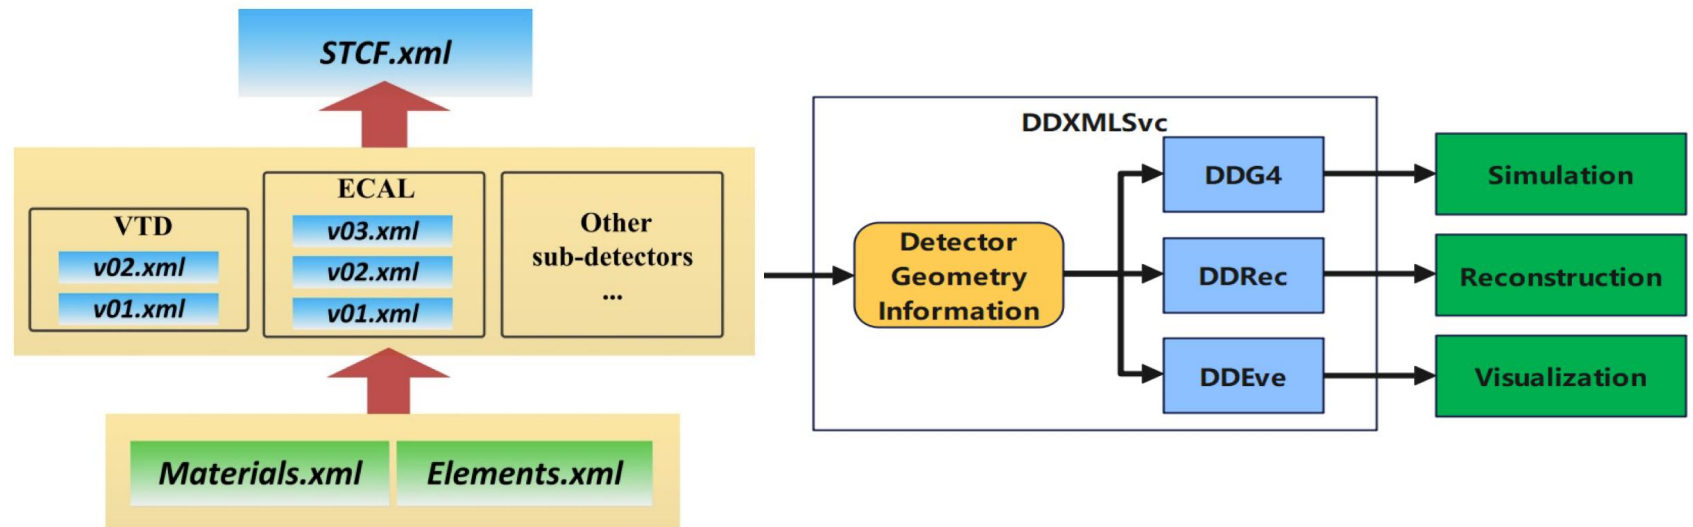 STCF.xml
VTD
v02.xml
v01.xml
ECAL
v03.xml
v02.xml
v01.xml
Other
sub-detectors
...
Materials.xml
Elements.xml
DDXMLSvc
Detector
Geometry
Information
DDG4
DDRec
DDEve
Simulation
Reconstruction
Visualization